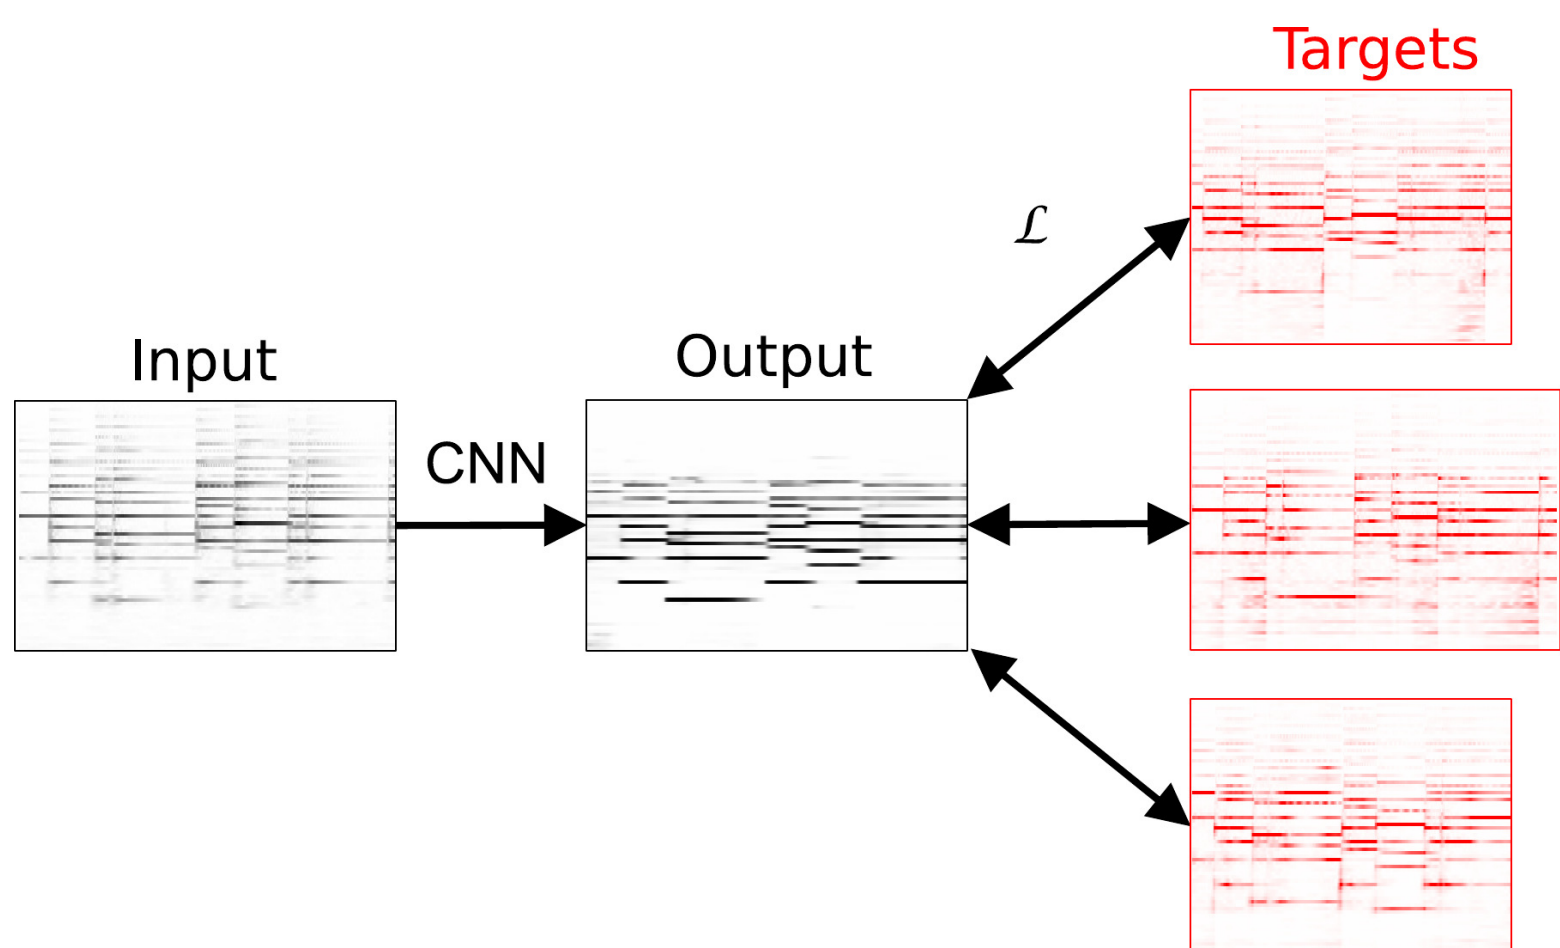 Targets
ℒ
Input
Output
CNN